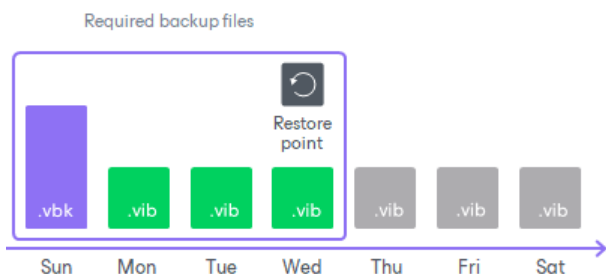 Required backup files
Restore
point
.vbk .vib .vib .vib .vib .vib .vib
Sun Mon Tue Wed Thu Fri Sat